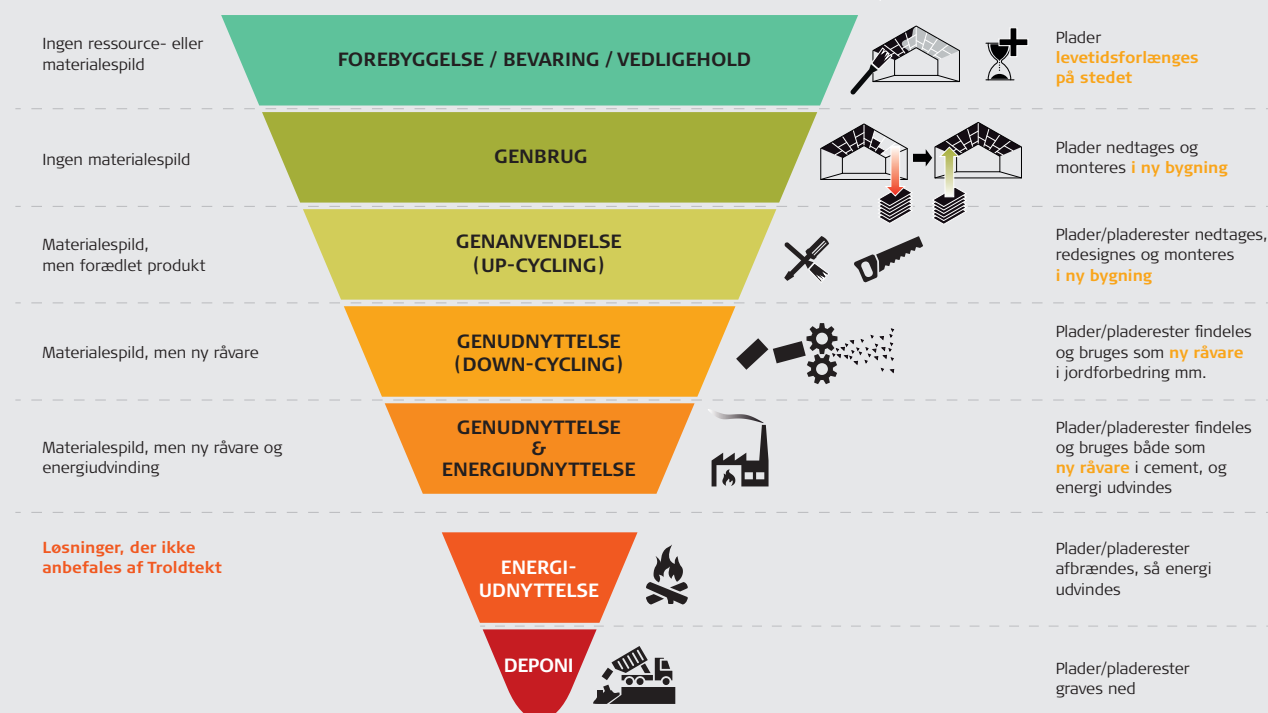 Ingen ressource- eller
materialespild
FOREBYGGELSE / BEVARING / VEDLIGEHOLD
Plader
levetidsforlænges
på stedet
Ingen materialespild
GENBRUG
Plader nedtages og
monteres i ny bygning
Materialespild,
men forædlet produkt
GENANVENDELSE
(UP-CYCLING)
Plader/pladerester nedtages,
redesignes og monteres
i ny bygning
Materialespild, men ny råvare
GENUDNYTTELSE
(DOWN-CYCLING)
Plader/pladerester findeles
og bruges som ny råvare
i jordforbedring mm.
Materialespild, men ny råvare og
energiudvinding
GENUDNYTTELSE
&
ENERGIUDNYTTELSE
Plader/pladerester findeles
og bruges både som
ny råvare i cement, og
energi udvindes
Løsninger, der ikke
anbefales af Troldtekt
ENERGI-
UDNYTTELSE
Plader/pladerester
afbrændes, så energi
udvindes
DEPONI
Plader/pladerester
graves ned